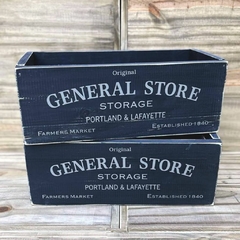 Original
GENERAL STORE
STORAGE
PORTLAND & LAFAYETTE
FARMERS MARKET ESTABLISHED 1840
Original
GENERAL STORE
STORAGE
PORTLAND & LAFAYETTE
FARMERS MARKET ESTABLISHED 1840